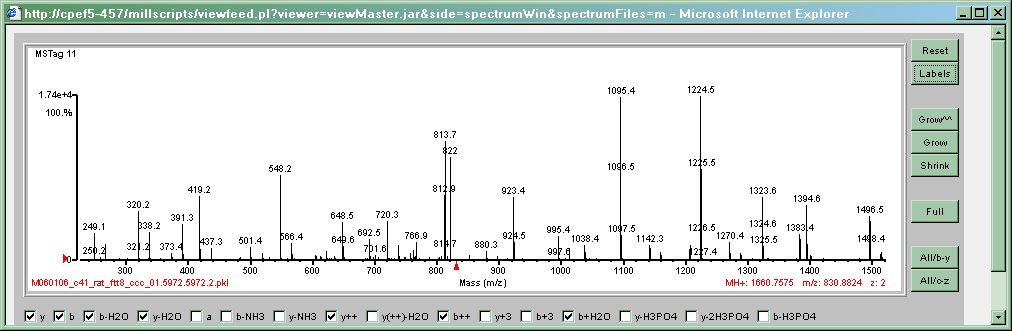 http://cpef5-457/millscripts/viewfeed.pl?viewer=viewMaster.jar&side=spectrumWin&spectrumFiles=m - Microsoft Internet Explorer
MSTag 11
Reset
Labels
1.74e+4
100.%
1095.4
1224.5
Grow^^
813.7
822
Grow
1096.5
1225.5
Shrink
548.2
419.2
812.9
923.4
1323.6
320.2
1394.6
Full
391.3
648.5
720.3
1496.5
249.1
338.2
692.5
1226.5
1324.6
437.3
566.4
649.6
766.9
924.5
995.4
1097.5
1270.4
1325.5
1383.4
1498.4
250.2
321.2
373.4
501.4
701.6
814.7
880.3
997.6
1038.4
1142.3
1227.4
All/b-y
0
300 400 500 600 700 800 900 1000 1100 1200 1300 1400 1500
All/c-z
M060106_c41_rat_ftt8_ccc_01.5972.5972.2.pkl
Mass (m/z)
MH+: 1660.7575 m/z: 830.8824 z: 2
y b b-H2O y-H2O a b-NH3 y-NH3 y++ y(++)-H2O b++ y+3 b+3 b++H2O y-H3PO4 y-2H3PO4 b-H3PO4